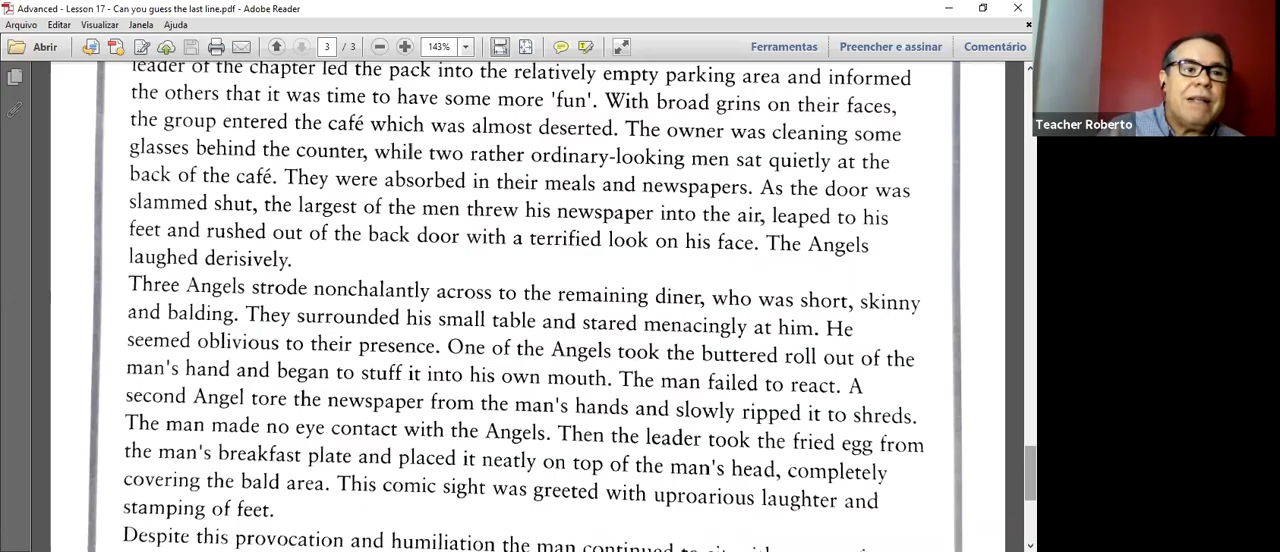 Advanced - Lesson 17 - Can you guess the last line.pdf - Adobe Reader
Arquivo Editar Visualizar Janela Ajuda
Abrir 3 / 3 143% Ferramentas Preencher e assinar Comentário
leader of the chapter led the pack into the relatively empty parking area and informed
the others that it was time to have some more 'fun'. With broad grins on their faces,
the group entered the café which was almost deserted. The owner was cleaning some
glasses behind the counter, while two rather ordinary-looking men sat quietly at the
back of the café. They were absorbed in their meals and newspapers. As the door was
slammed shut, the largest of the men threw his newspaper into the air, leaped to his
feet and rushed out of the back door with a terrified look on his face. The Angels
laughed derisively.
Three Angels strode nonchalantly across to the remaining diner, who was short, skinny
and balding. They surrounded his small table and stared menacingly at him. He
seemed oblivious to their presence. One of the Angels took the buttered roll out of the
man's hand and began to stuff it into his own mouth. The man failed to react. A
second Angel tore the newspaper from the man's hands and slowly ripped it to shreds.
The man made no eye contact with the Angels. Then the leader took the fried egg from
the man's breakfast plate and placed it neatly on top of the man's head, completely
covering the bald area. This comic sight was greeted with uproarious laughter and
stamping of feet.
Despite this provocation and humiliation the man continued to sit
Teacher Roberto